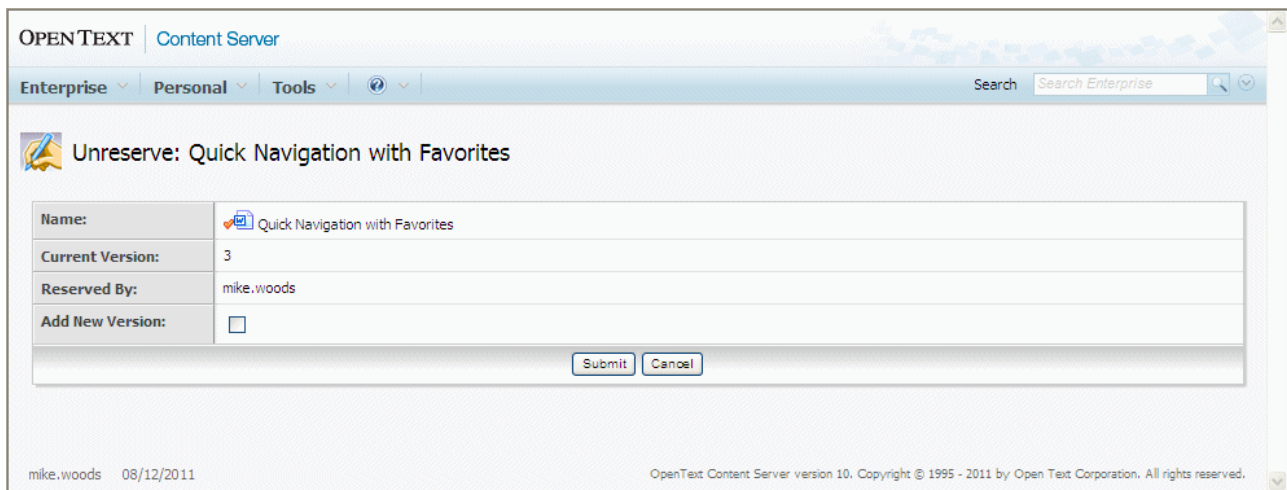 OPEN TEXT Content Server
Enterprise Personal Tools Search Search Enterprise
Unreserve: Quick Navigation with Favorites
Name: Quick Navigation with Favorites
Current Version: 3
Reserved By: mike.woods
Add New Version:
Submit Cancel
mike.woods 08/12/2011 OpenText Content Server version 10. Copyright © 1995 - 2011 by Open Text Corporation. All rights reserved.